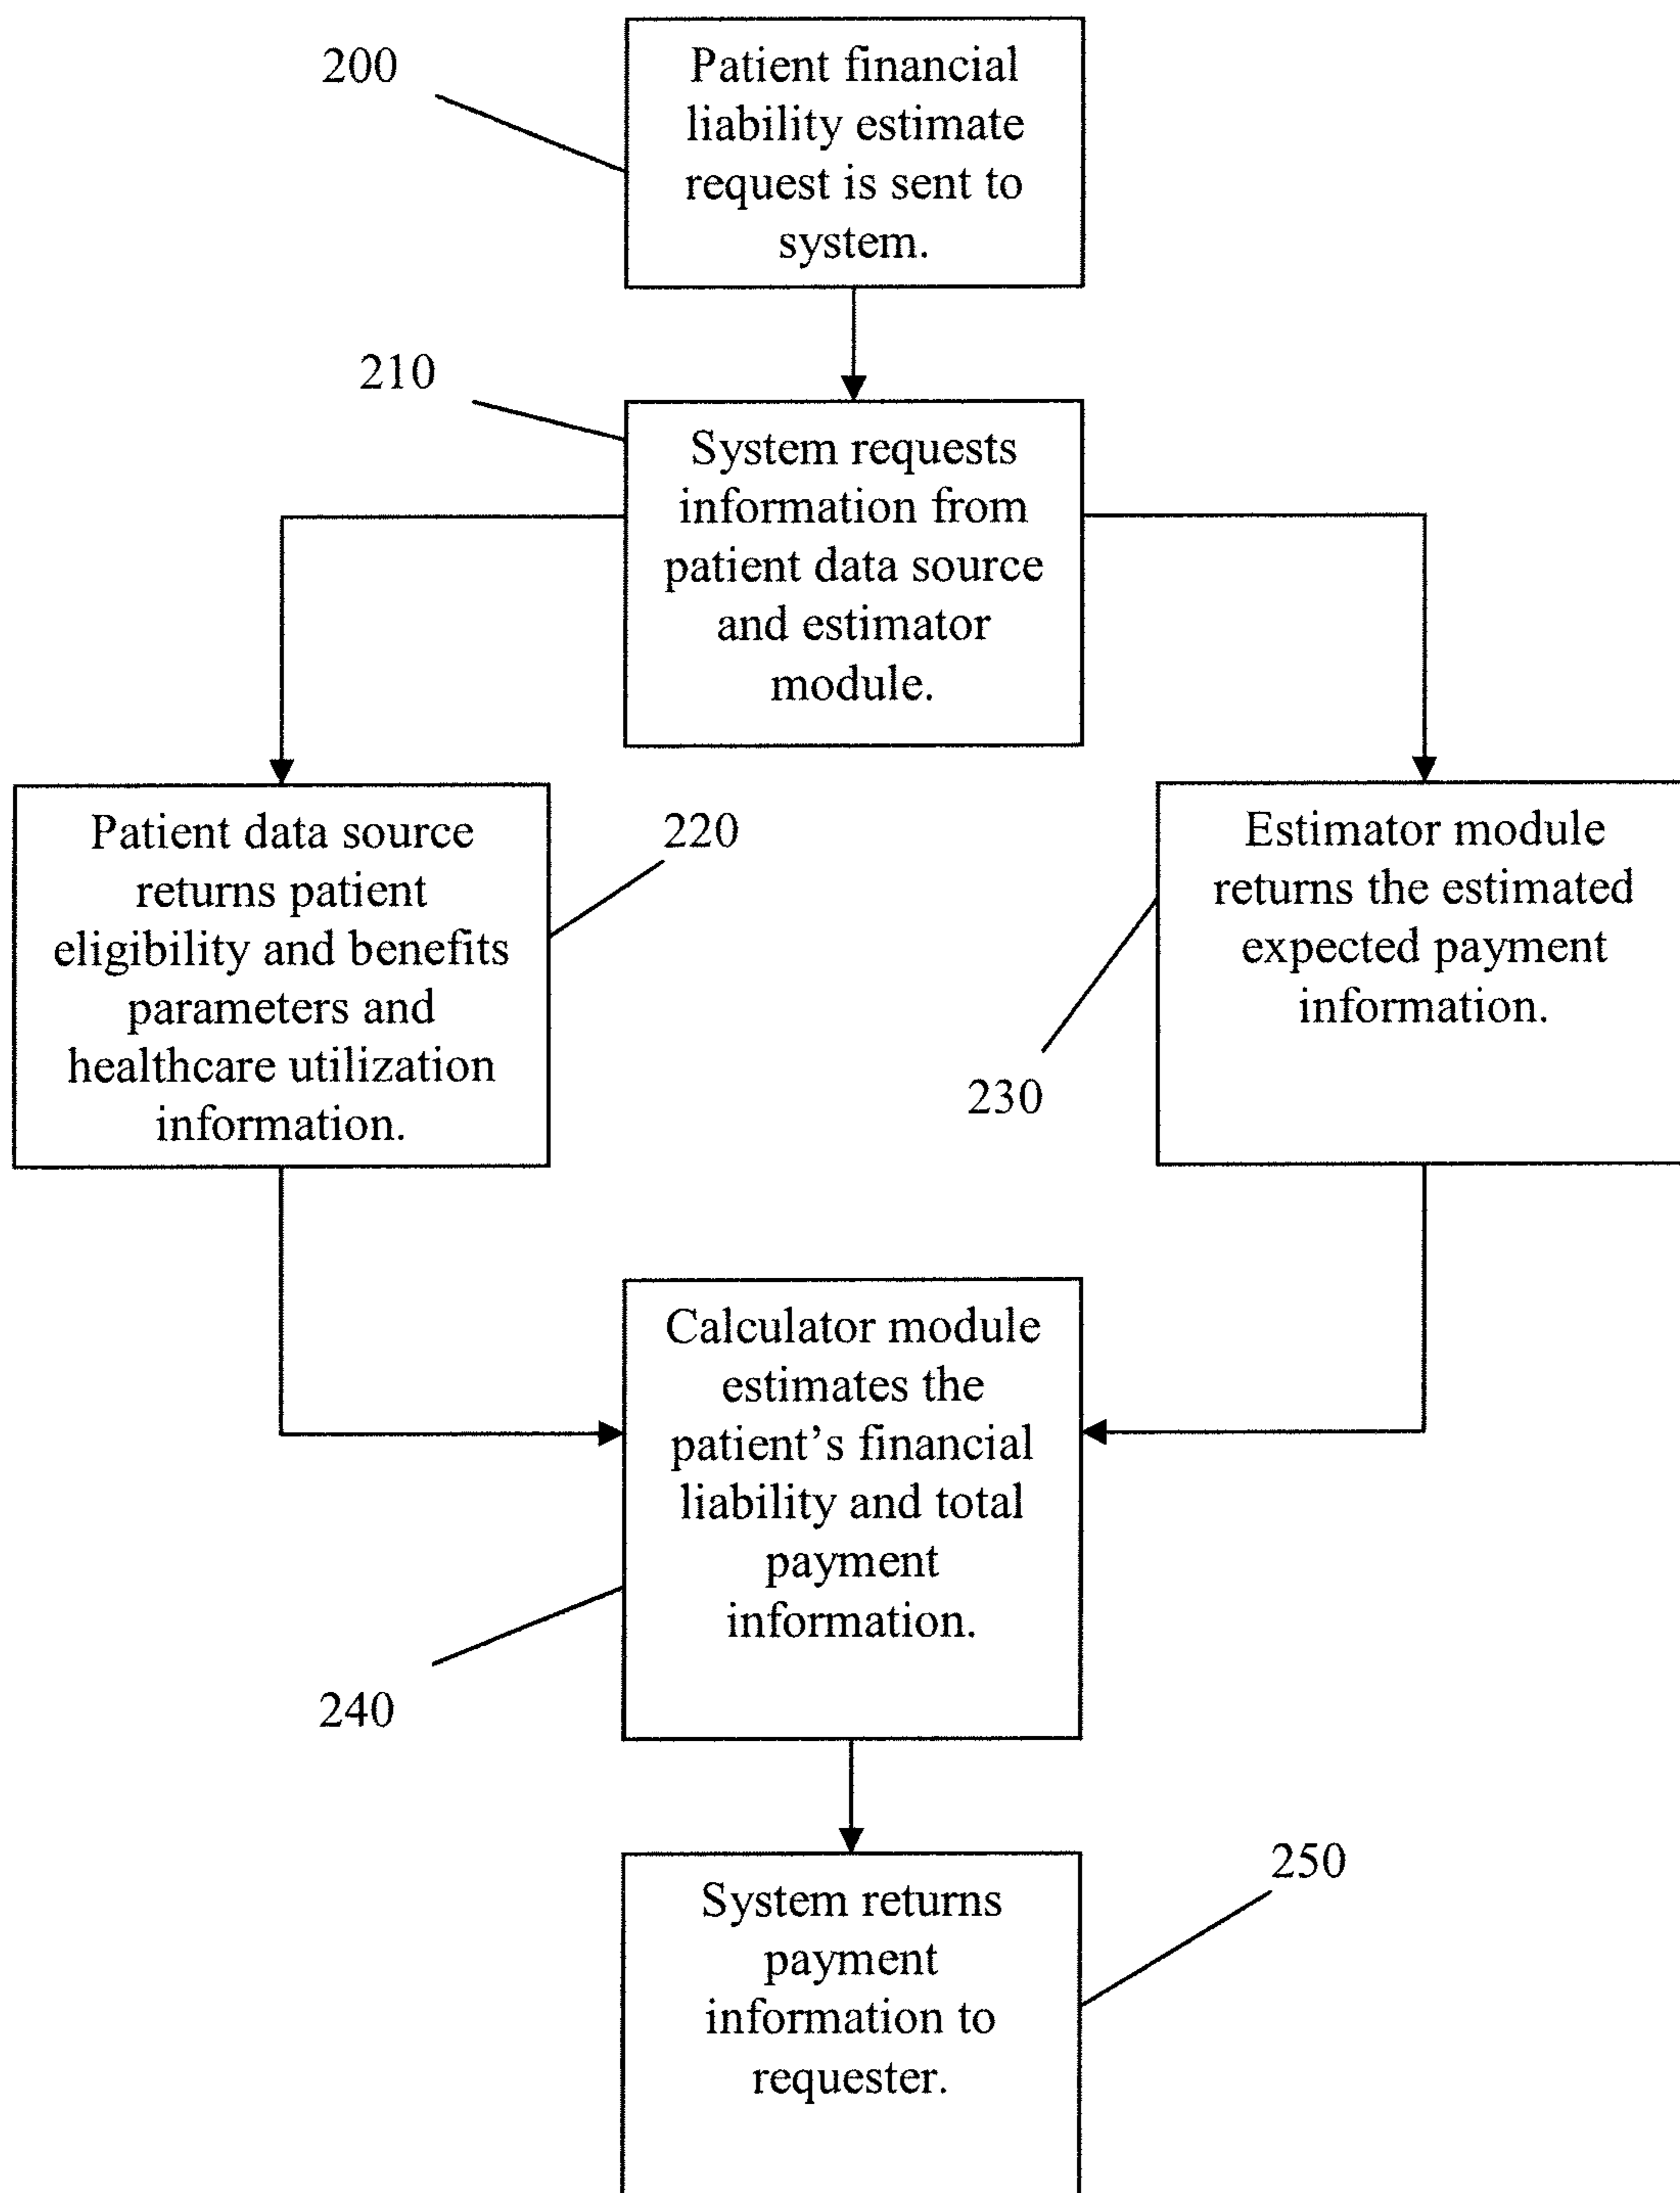 200
Patient financial
liability estimate
request is sent to
system.
210
System requests
information from
patient data source
and estimator
module.
Patient data source
returns patient
eligibility and benefits
parameters and
healthcare utilization
information.
220
Estimator module
returns the estimated
expected payment
information.
230
Calculator module
estimates the
patient’s financial
liability and total
payment
information.
240
System returns
payment
information to
requester.
250